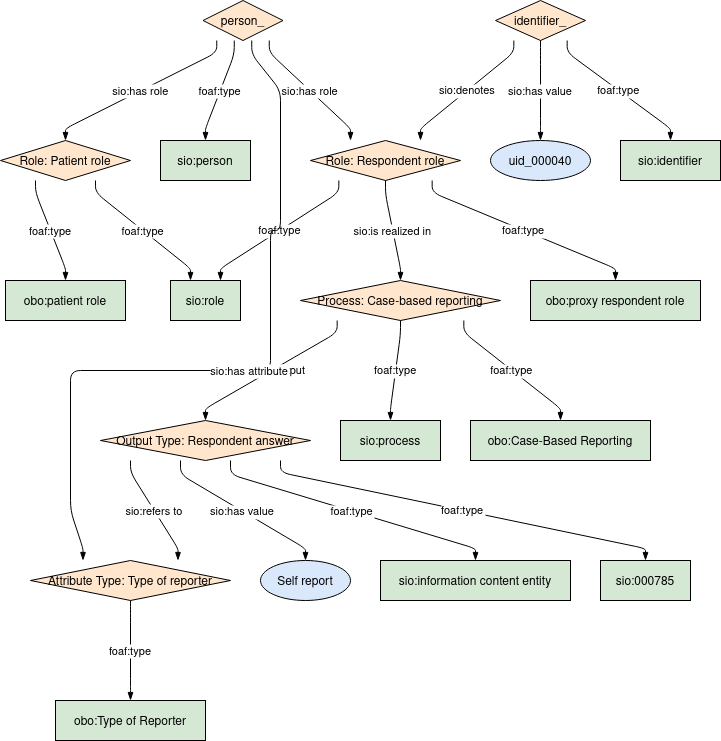 person_
identifier_
sio:has role
foaf:type
sio:has role
sio:denotes
sio:has value
foaf:type
Role: Patient role
sio:person
Role: Respondent role
uid_000040
sio:identifier
foaf:type
foaf:type
foaf:type
sio:is realized in
foaf:type
obo:patient role
sio:role
Process: Case-based reporting
obo:proxy respondent role
sio:has attribute
put
foaf:type
foaf:type
Output Type: Respondent answer
sio:process
obo:Case-Based Reporting
sio:refers to
sio:has value
foaf:type
foaf:type
Attribute Type: Type of reporter
Self report
sio:information content entity
sio:000785
foaf:type
obo:Type of Reporter